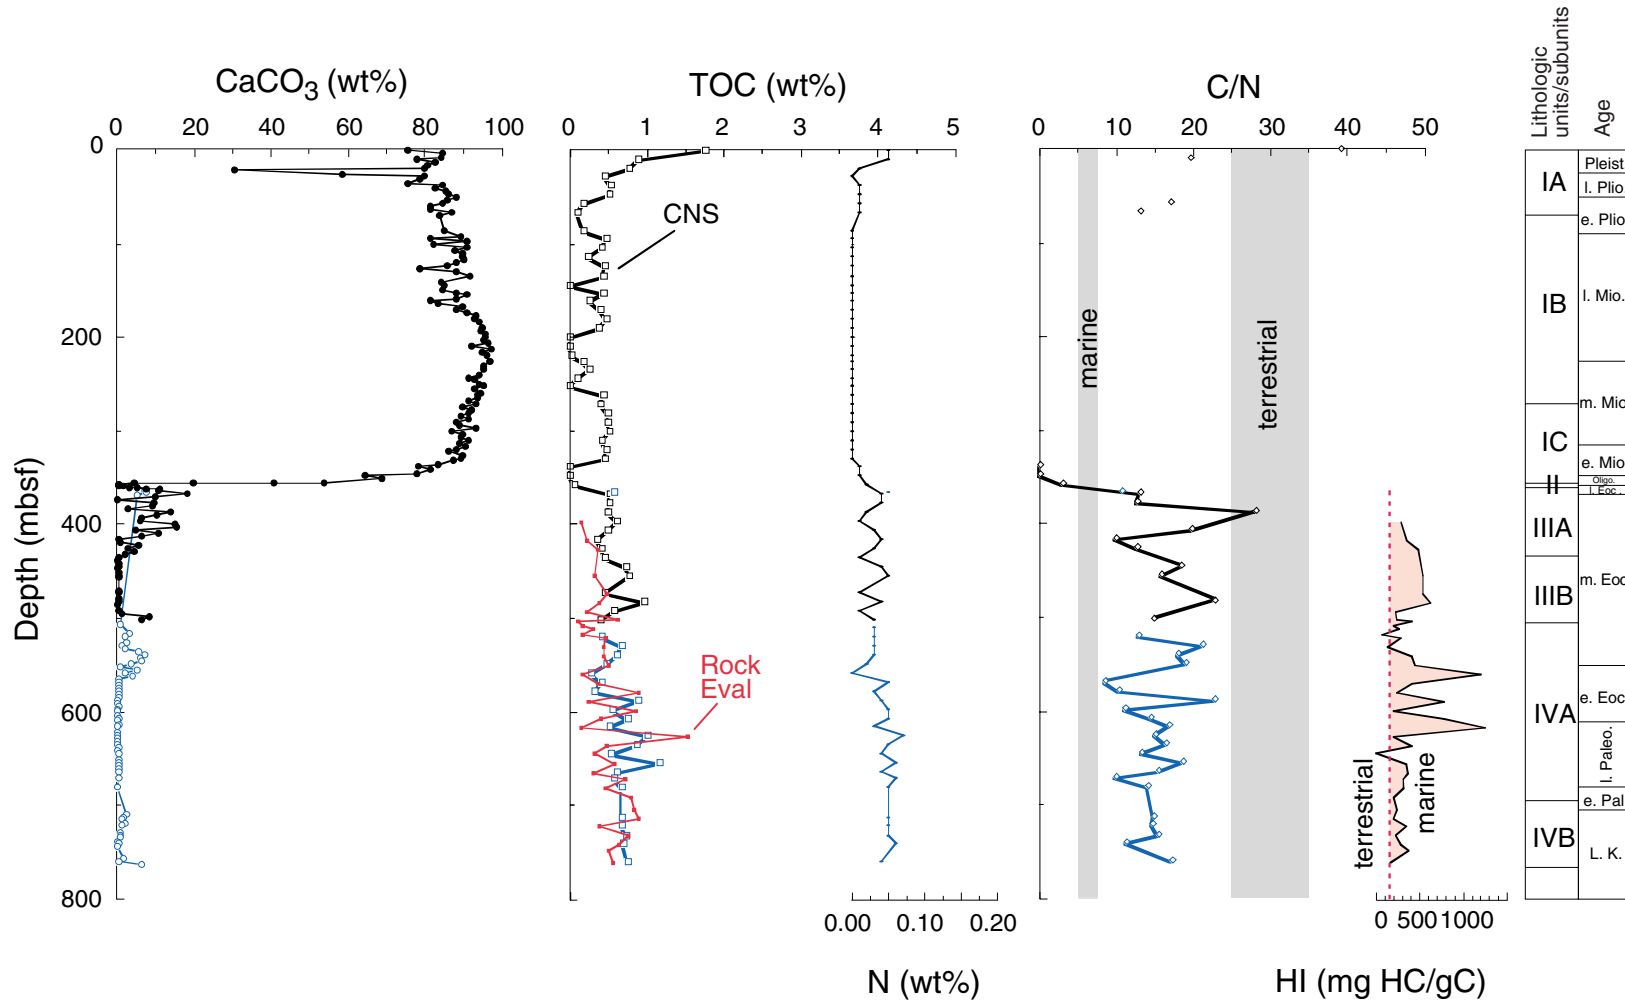 CaCO3 (wt%)
TOC (wt%)
C/N
Lithologic
units/subunits
Age
0 20 40 60 80 100
0 1 2 3 4 5
0 10 20 30 50
Depth (mbsf)
0
200
400
600
800
CNS
Rock
Eval
marine
terrestrial
terrestrial
marine
0.00 0.10 0.20
N (wt%)
0 500 1000
HI (mg HC/gC)
IA
IB
IC
II
IIIA
IIIB
IVA
IVB
Pleist.
l. Plio.
e. Plio
l. Mio.
m. Mio
e. Mio
Oligo.
l. Eoc.
m. Eoc
e. Eoc
l. Paleo.
e. Pal
L. K.